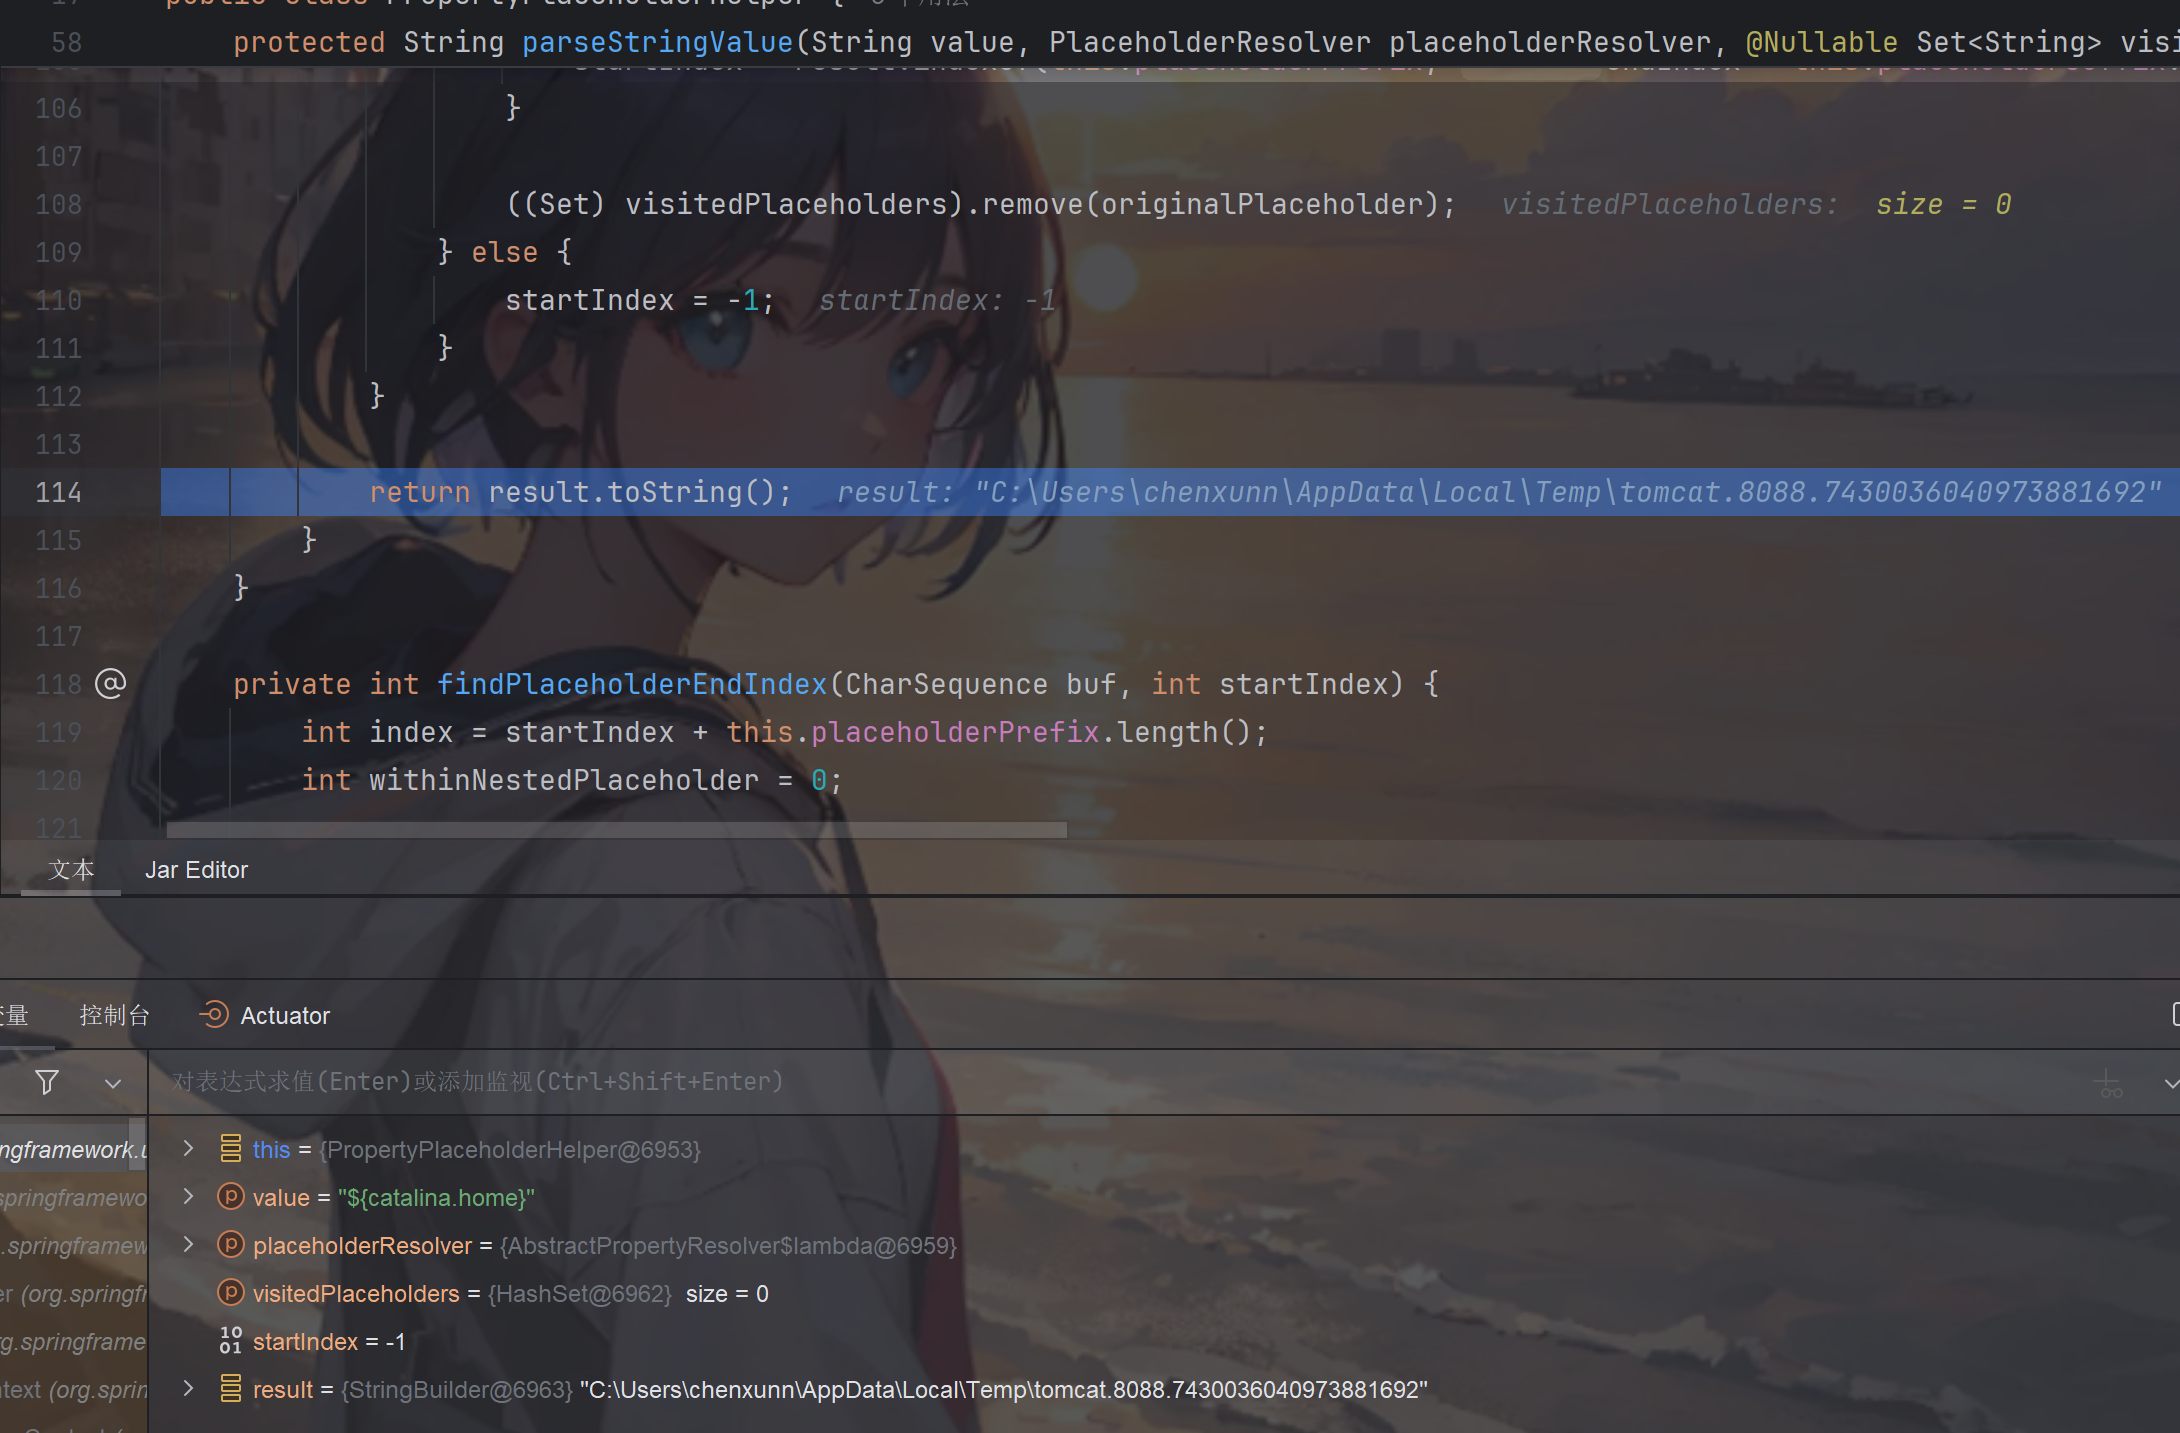 58 protected String parseStringValue(String value, PlaceholderResolver placeholderResolver, @Nullable Set<String>
106 }
107
108 ((Set) visitedPlaceholders).remove(originalPlaceholder); visitedPlaceholders: size = 0
109 } else {
110 startIndex = -1; startIndex: -1
111 }
112 }
113
114 return result.toString(); result: "C:\Users\chenxunn\AppData\Local\Temp\tomcat.8088.7430036040973881692"
115 }
116 }
117
118 @ private int findPlaceholderEndIndex(CharSequence buf, int startIndex) {
119 int index = startIndex + this.placeholderPrefix.length();
120 int withinNestedPlaceholder = 0;
121
文本 Jar Editor
量 控制台 Actuator
对表达式求值(Enter)或添加监视(Ctrl+Shift+Enter)
ngframework.u this = {PropertyPlaceholderHelper@6953}
springframewo value = "${catalina.home}"
.springframew placeholderResolver = {AbstractPropertyResolver$lambda@6959}
er (org.springfr visitedPlaceholders = {HashSet@6962} size = 0
rg.springframe startIndex = -1
text (org.sprin result = {StringBuilder@6963} "C:\Users\chenxunn\AppData\Local\Temp\tomcat.8088.7430036040973881692"